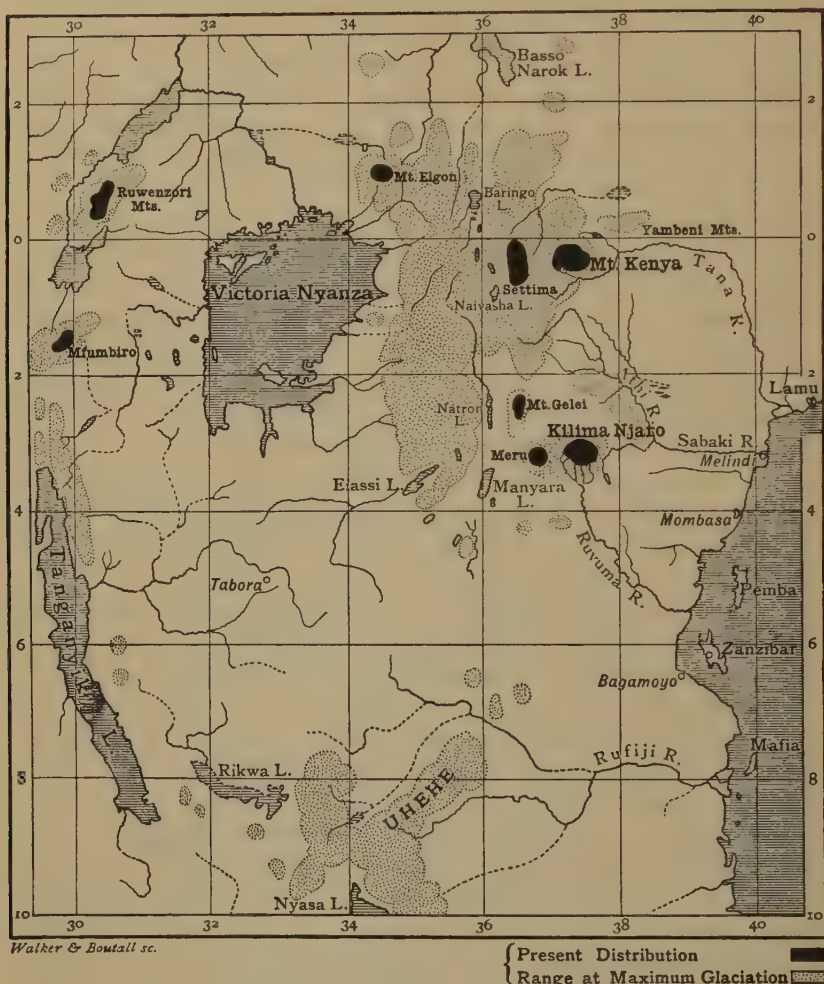 30 32 34 36 38 40
Basso
Narok L.
2
Mt. Elgon
Ruwenzori
Mts.
Baringo
L.
Yambeni Mts.
0 0
Mt. Kenya
Tana R.
Settima
Victoria Nyanza
Naivasha L.
Mfumbiro
Athi R.
2 2
Lamu
Mt. Gelei
Natron
L.
Kilima Njaro
Sabaki R.
Meru
Melindi
Elassi L.
Manyara
L.
4 4
Mombasa
Ruvuma R.
Tanganyika L.
Tabora
Pemba
6 6
Zanzibar
Bagamoyo
Mafia
Rufiji R.
Rikwa L.
8 8
UHEHE
Nyasa L.
10 10
30 32 34 36 38 40
Walker & Boutall sc.
Present Distribution
Range at Maximum Glaciation